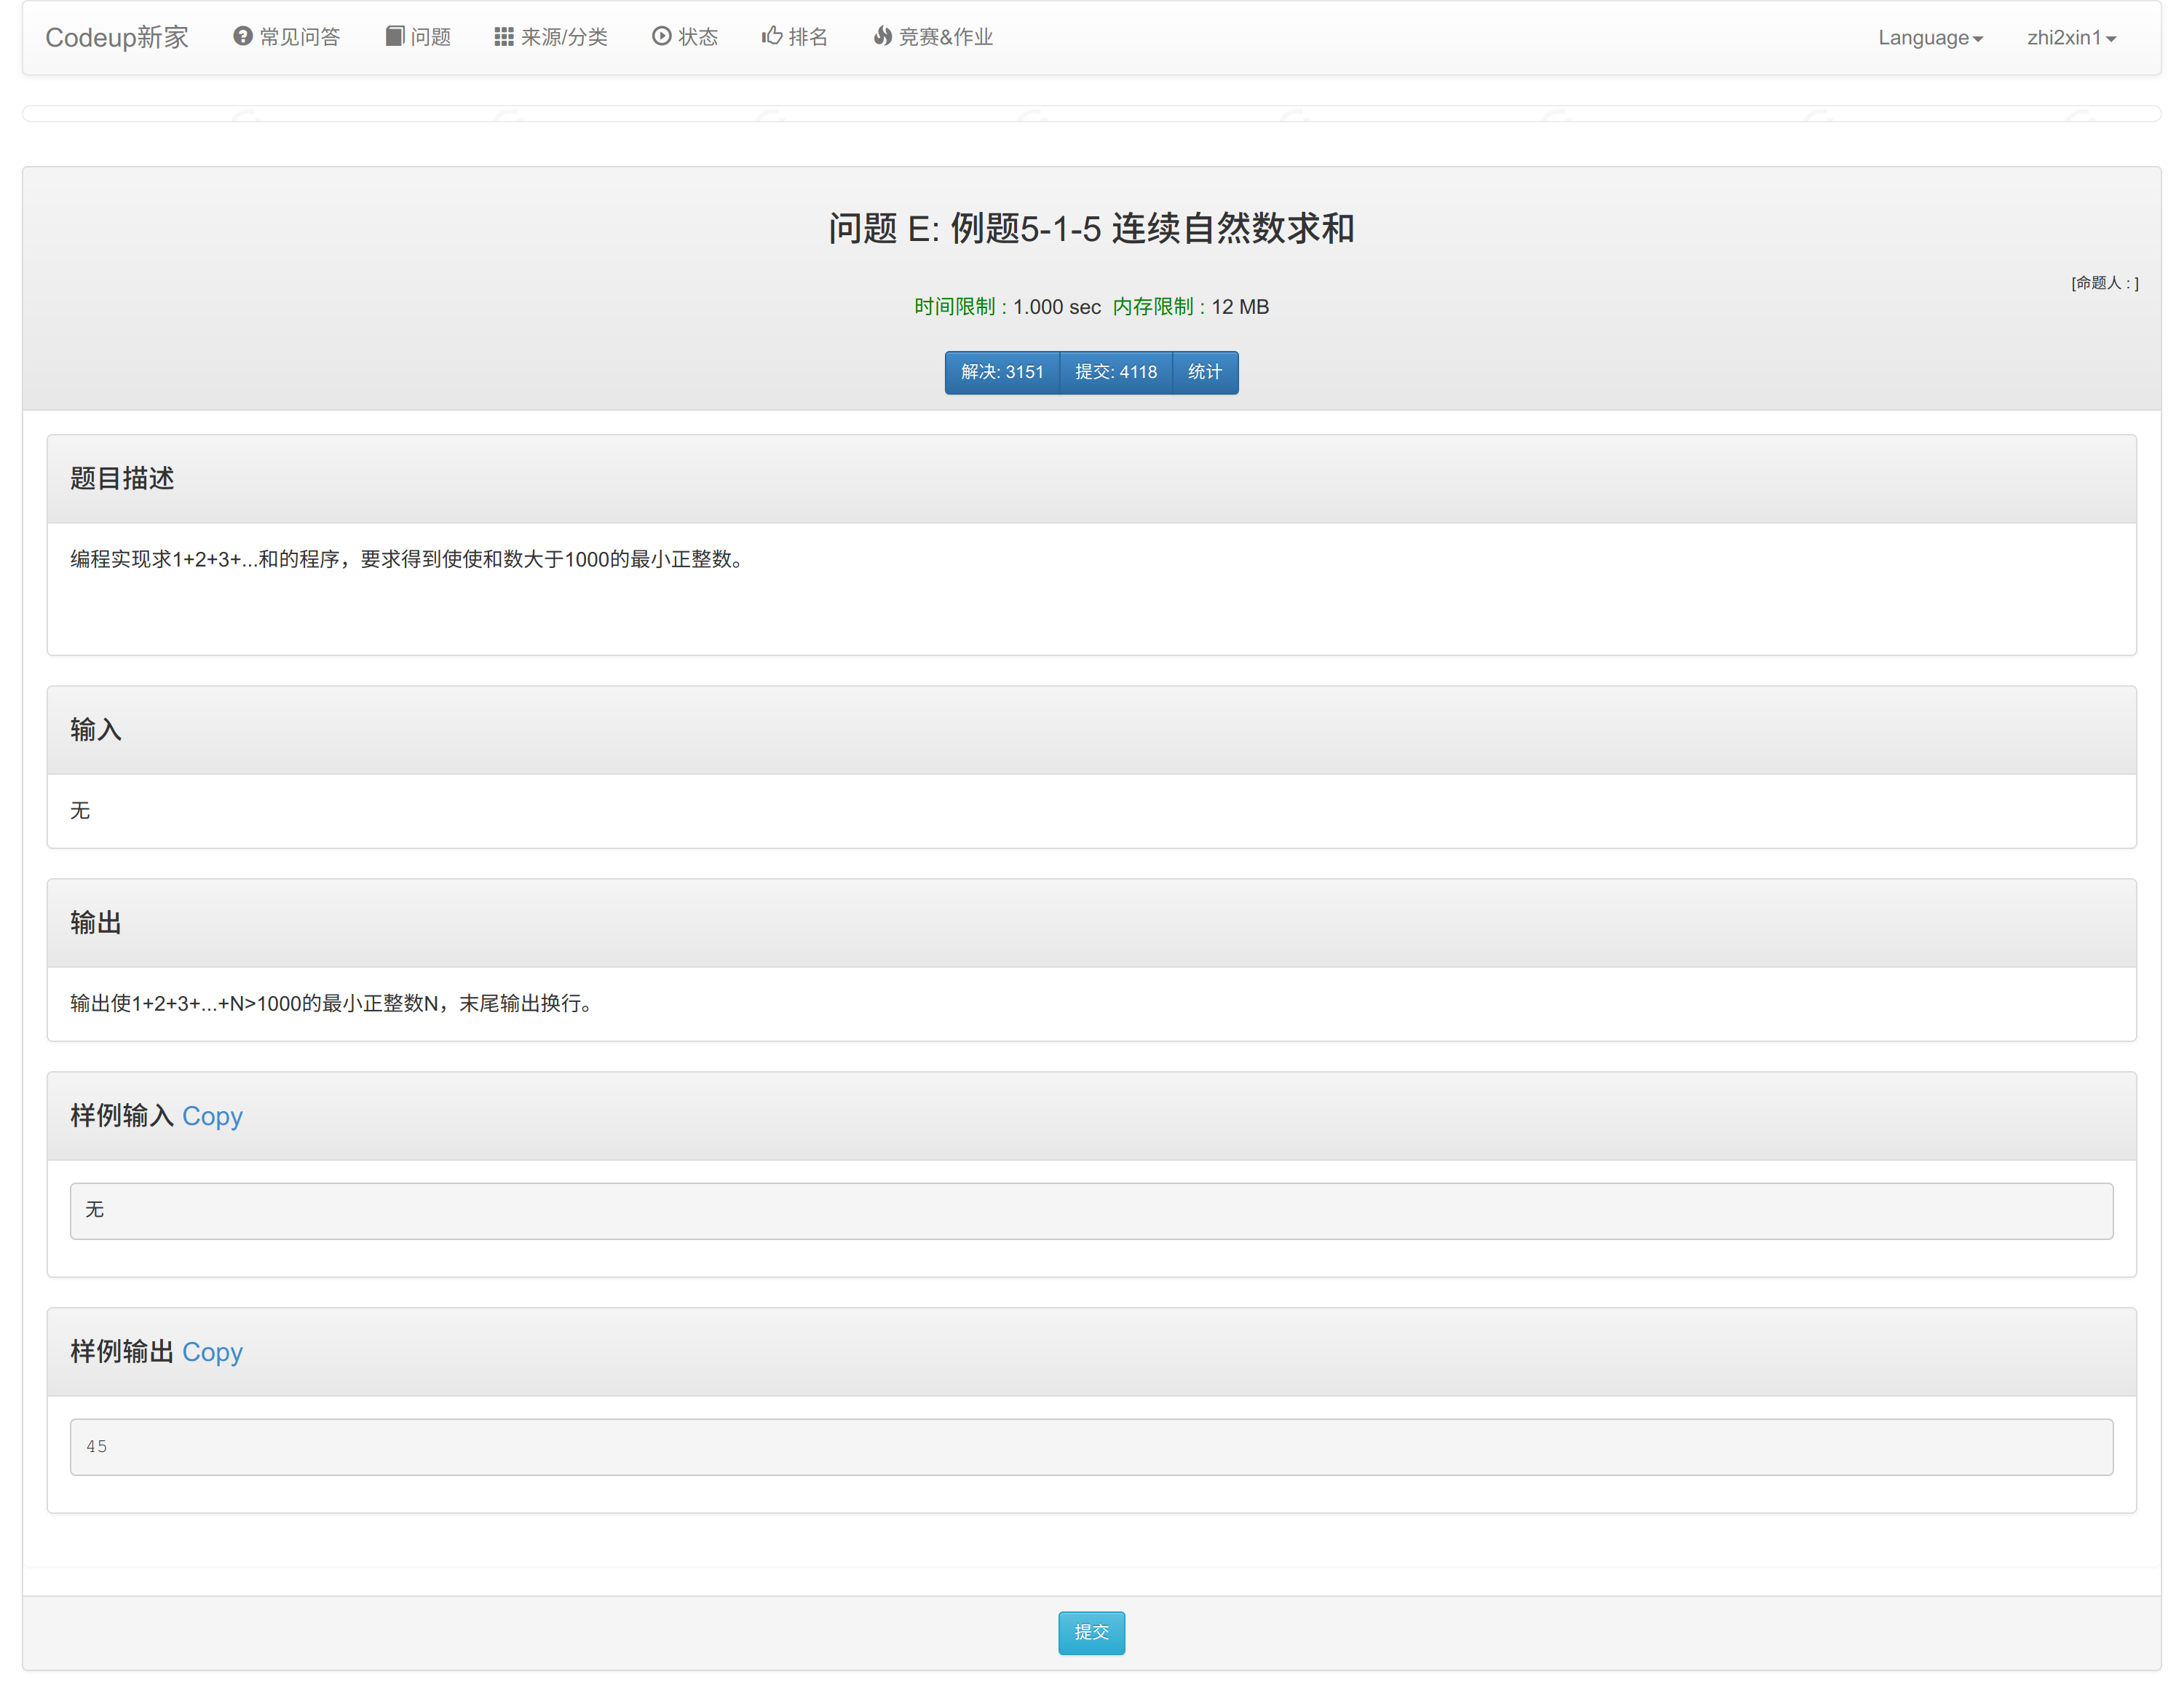 Codeup新家 常见问答 问题 来源/分类 状态 排名 竞赛&作业 Language zhi2xin1
问题 E: 例题5-1-5 连续自然数求和
[命题人 : ]
时间限制 : 1.000 sec 内存限制 : 12 MB
解决: 3151 提交: 4118 统计
题目描述
编程实现求1+2+3+...和的程序，要求得到使使和数大于1000的最小正整数。
输入
无
输出
输出使1+2+3+...+N>1000的最小正整数N，末尾输出换行。
样例输入 Copy
无
样例输出 Copy
45
提交